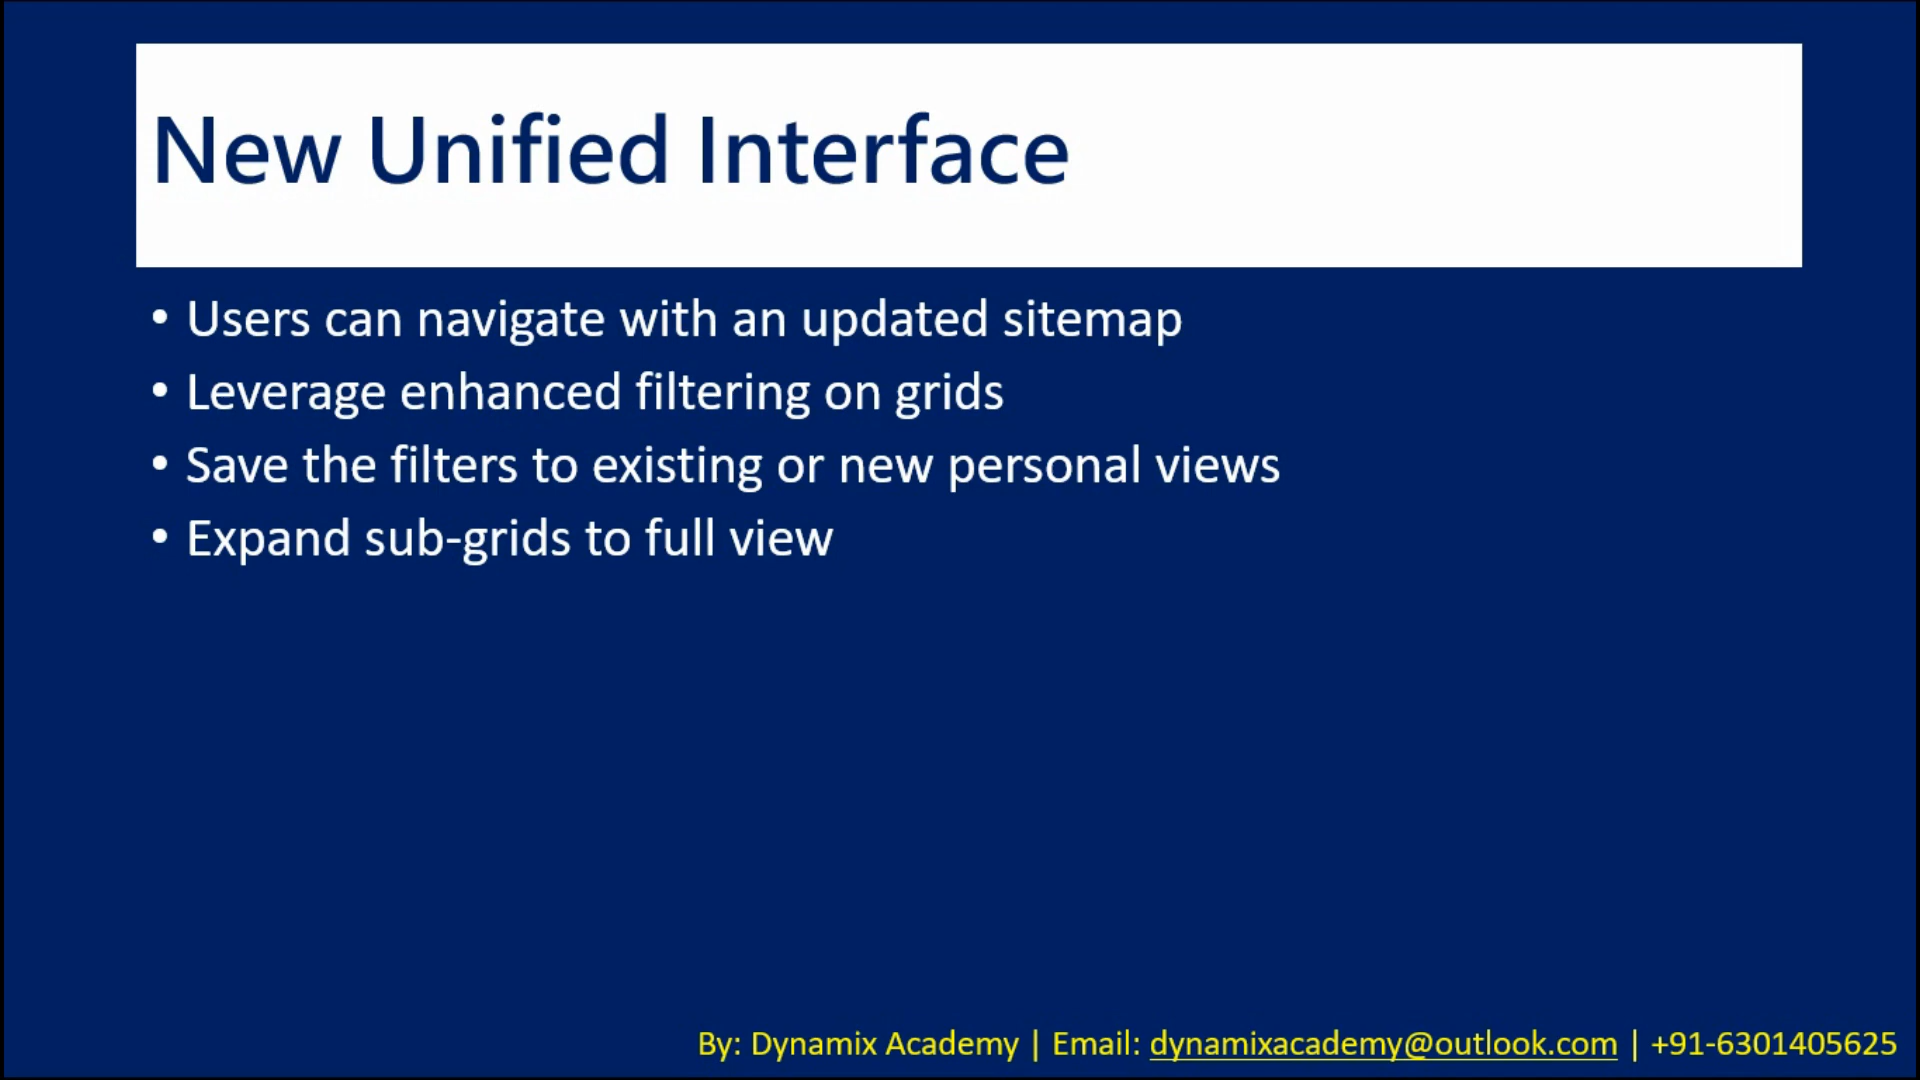 New Unified Interface
• Users can navigate with an updated sitemap
• Leverage enhanced filtering on grids
• Save the filters to existing or new personal views
• Expand sub-grids to full view
By: Dynamix Academy | Email: dynamixacademy@outlook.com | +91-6301405625